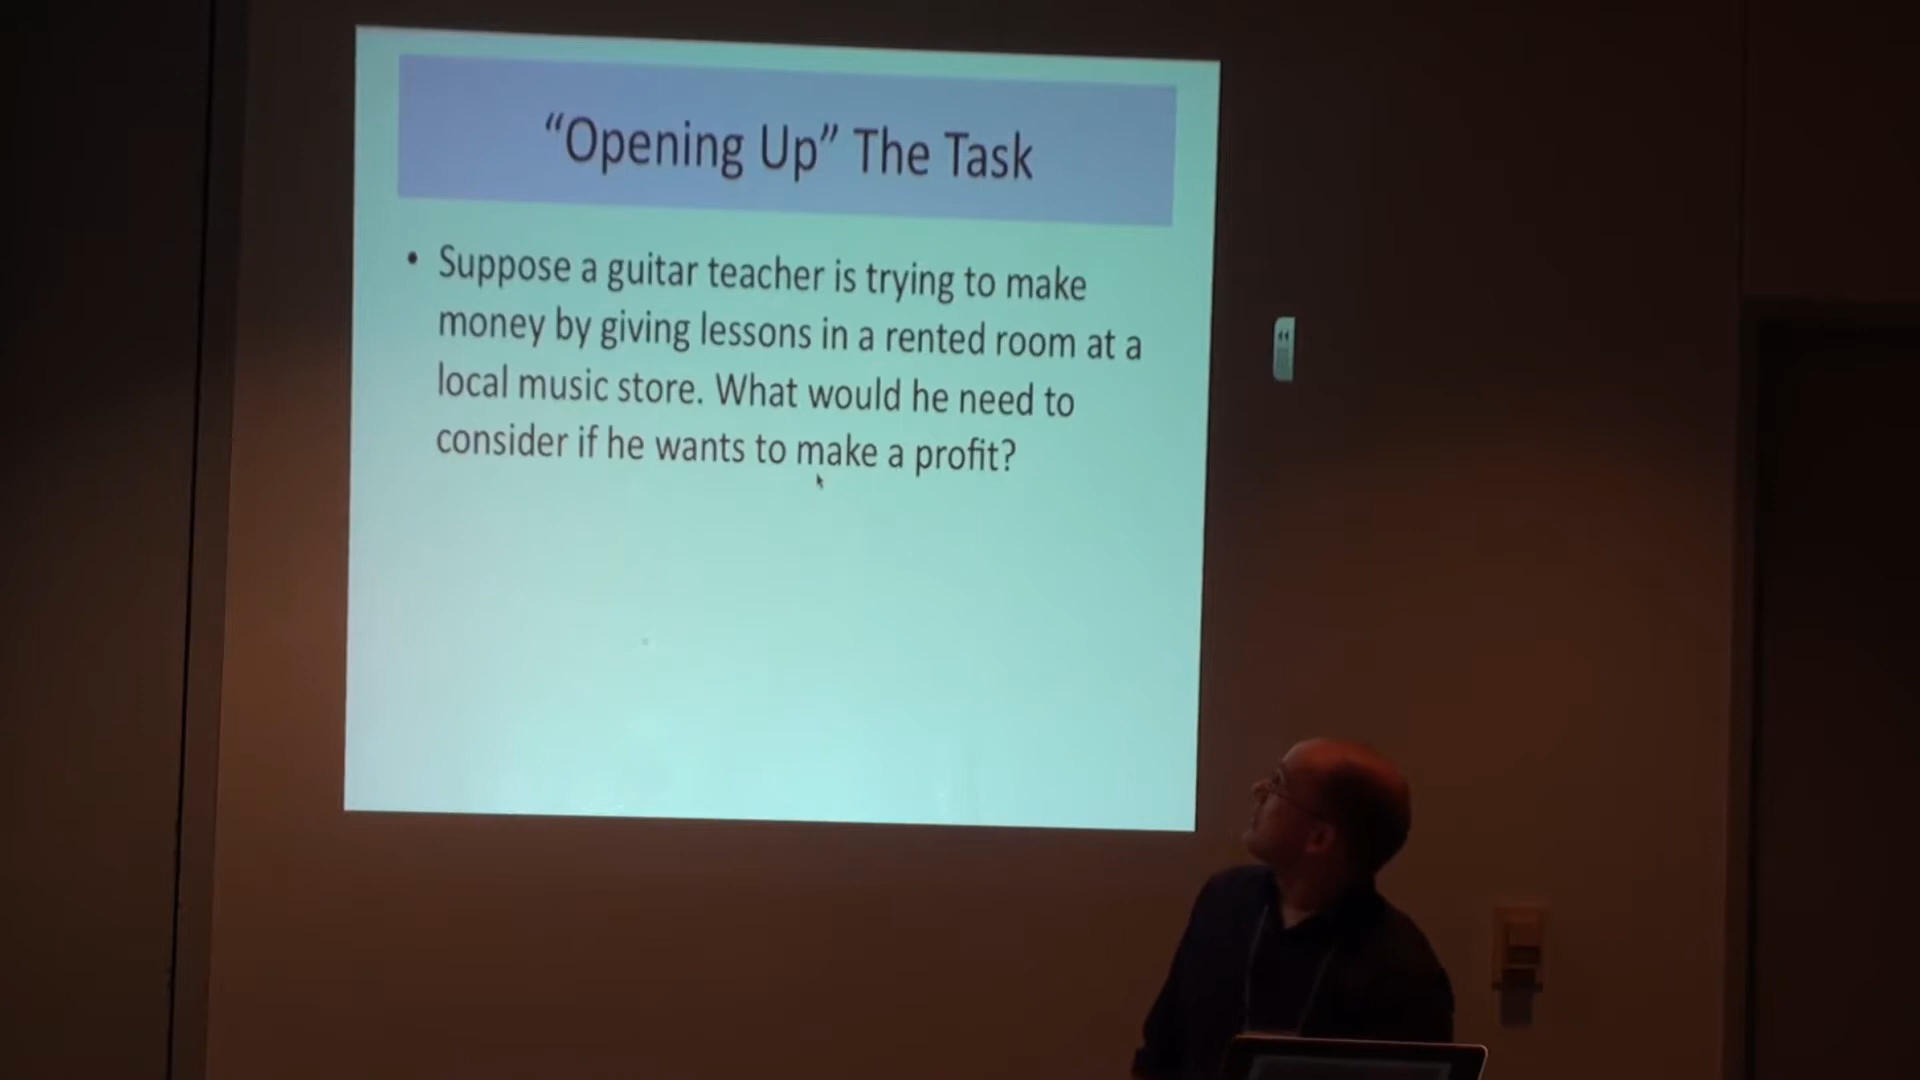 “Opening Up” The Task
• Suppose a guitar teacher is trying to make
money by giving lessons in a rented room at a
local music store. What would he need to
consider if he wants to make a profit?